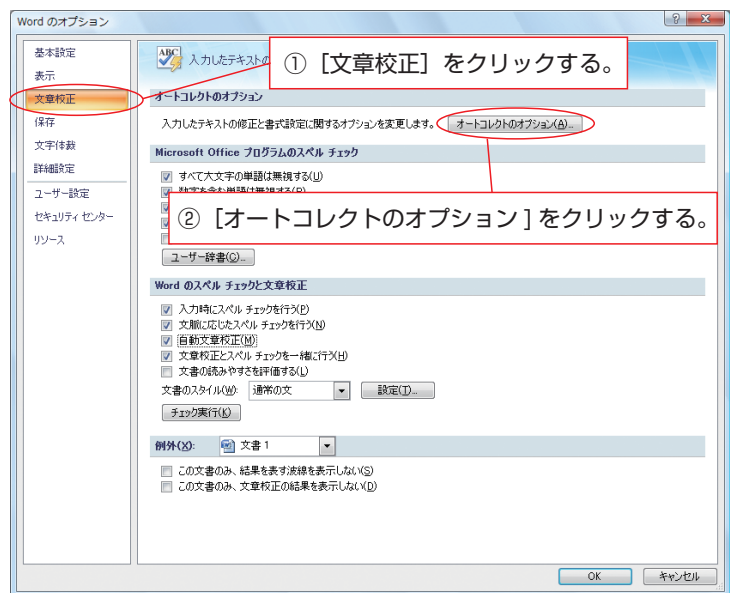 Word のオプション
基本設定
表示
文章校正
保存
文字体裁
詳細設定
ユーザー設定
セキュリティ センター
リソース
入力したテキストの
① [文章校正] をクリックする。
オートコレクトのオプション
入力したテキストの修正と書式設定に関するオプションを変更します。 オートコレクトのオプション(A)...
Microsoft Office プログラムのスペル チェック
すべて大文字の単語は無視する(U)
② [オートコレクトのオプション] をクリックする。
ユーザー辞書(C)...
Word のスペル チェックと文章校正
入力時にスペル チェックを行う(P)
文脈に応じたスペル チェックを行う(N)
自動文章校正(M)
文章校正とスペル チェックを一緒に行う(H)
文書の読みやすさを評価する(L)
文書のスタイル(W): 通常の文 設定(T)...
チェック実行(K)
例外(X): 文書 1
この文書のみ、結果を表す波線を表示しない(S)
この文書のみ、文章校正の結果を表示しない(D)
OK キャンセル